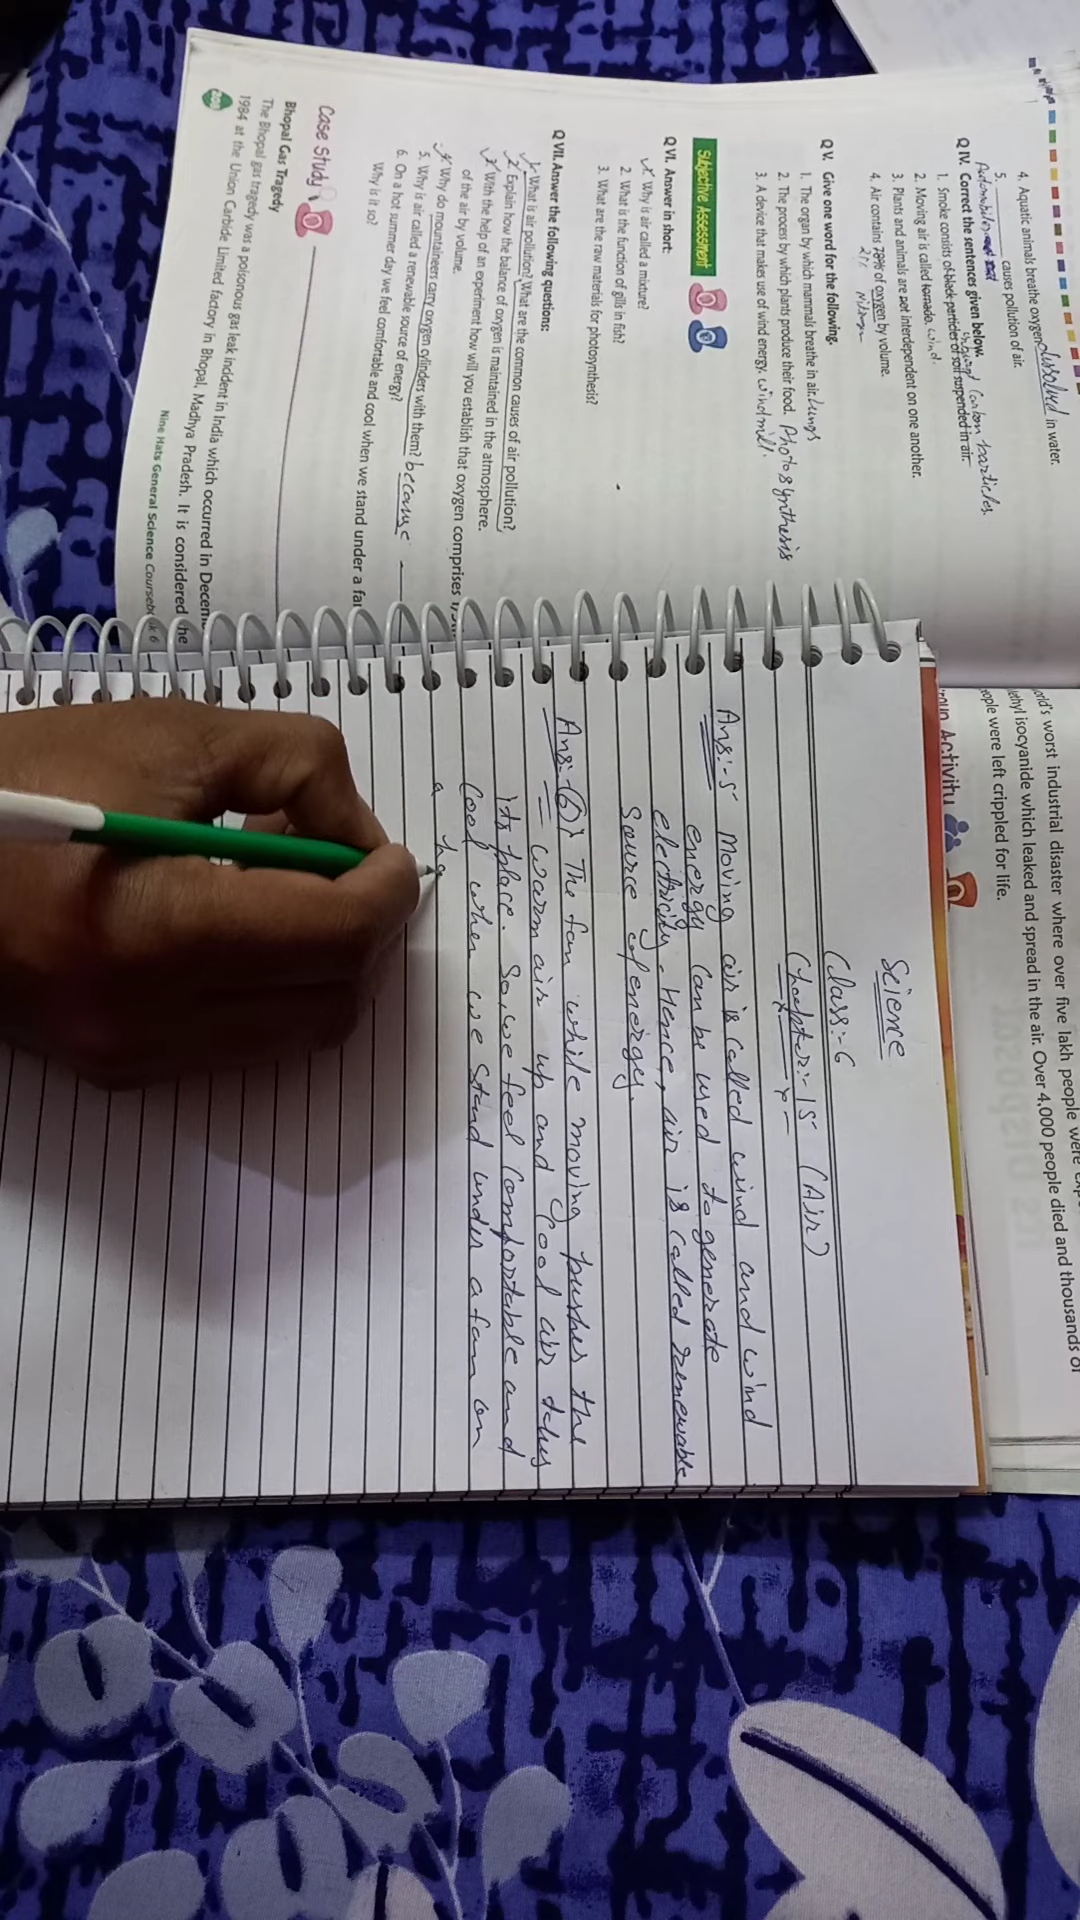 4. Aquatic animals breathe oxygen dissolved in water.
5. Automobiles causes pollution of air.
Q IV. Correct the sentences given below.
unburnt carbon particles
1. Smoke consists of black particles of soil suspended in air.
2. Moving air is called tornado. wind.
3. Plants and animals are not interdependent on one another.
4. Air contains 78% of oxygen by volume.
21%
Q V. Give one word for the following.
1. The organ by which mammals breathe in air. Lungs
2. The process by which plants produce their food. Photosynthesis
3. A device that makes use of wind energy. windmill.
Subjective Assessment
Q VI. Answer in short:
1. Why is air called a mixture?
2. What is the function of gills in fish?
3. What are the raw materials for photosynthesis?
Q VII. Answer the following questions:
1. What is air pollution? What are the common causes of air pollution?
2. Explain how the balance of oxygen is maintained in the atmosphere.
3. With the help of an experiment how will you establish that oxygen comprises
of the air by volume.
4. Why do mountaineers carry oxygen cylinders with them? because
5. Why is air called a renewable source of energy?
6. On a hot summer day we feel comfortable and cool when we stand under a fa
Why is it so?
Case Study
Bhopal Gas Tragedy
The Bhopal gas tragedy was a poisonous gas leak incident in India which occurred in Decem
1984 at the Union Carbide Limited factory in Bhopal, Madhya Pradesh. It is considered the
Nine Hats General Science Coursebook 6
orld's worst industrial disaster where over five lakh people were exp
ethyl isocyanide which leaked and spread in the air. Over 4,000 people died and thousands of
eople were left crippled for life.
roup Activity
Science
Class:- 6
Chapter:- 15 (Air)
Ans:- 5 Moving air is called wind and wind
energy can be used to generate
electricity. Hence, air is called renewable
source of energy.
Ans:- (6) The fan while moving pushes the
warm air up and cool air takes
its place. So, we feel comfortable and
cool when we stand under a fan on
a ho